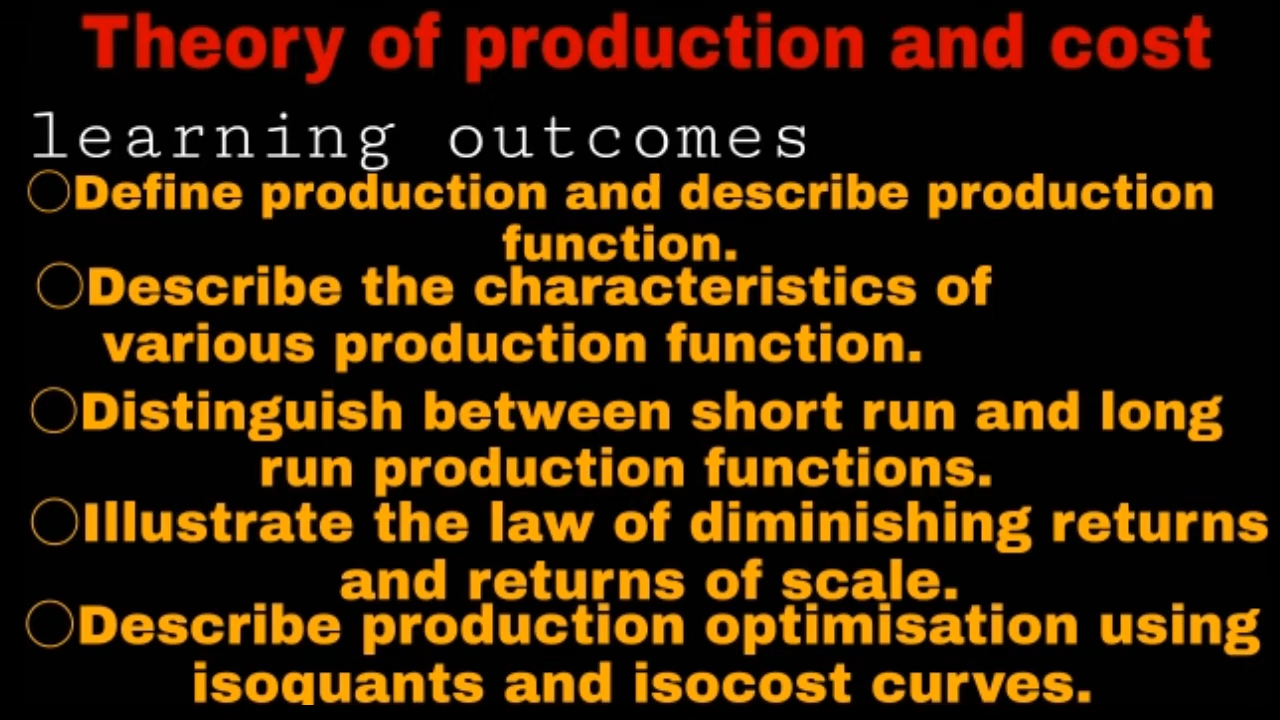 Theory of production and cost
learning outcomes
Define production and describe production
function.
Describe the characteristics of
various production function.
Distinguish between short run and long
run production functions.
Illustrate the law of diminishing returns
and returns of scale.
Describe production optimisation using
isoquants and isocost curves.